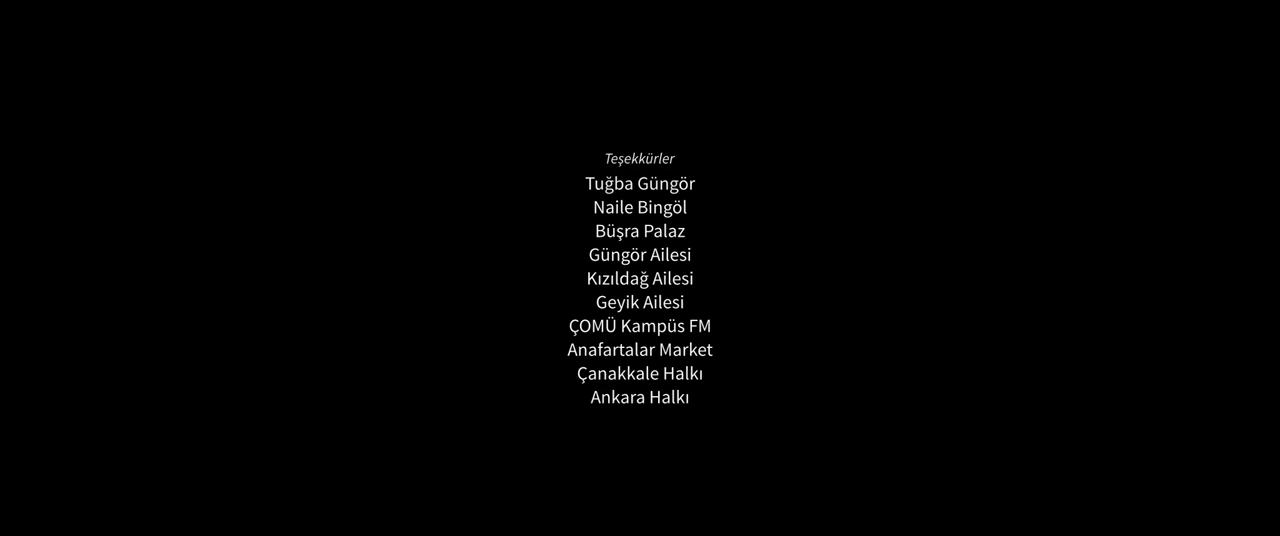 Teşekkürler
Tuğba Güngör
Naile Bingöl
Büşra Palaz
Güngör Ailesi
Kızıldağ Ailesi
Geyik Ailesi
ÇOMÜ Kampüs FM
Anafartalar Market
Çanakkale Halkı
Ankara Halkı